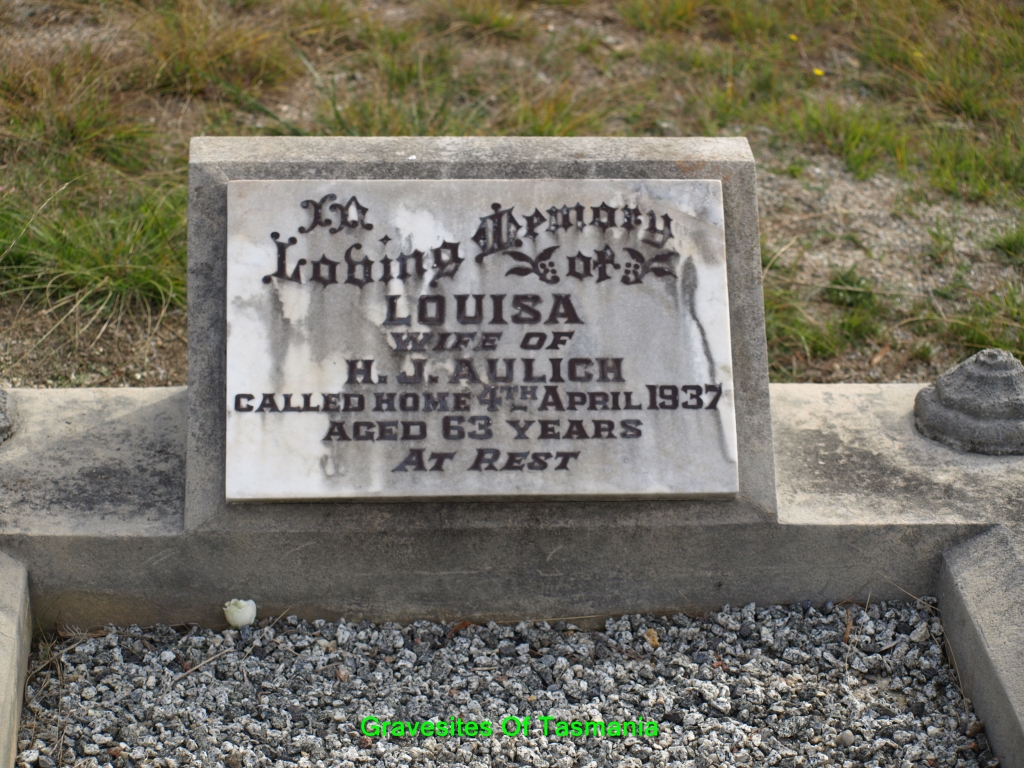 In
Loving Memory
of
LOUISA
WIFE OF
H. J. AULICH
CALLED HOME 4TH APRIL 1937
AGED 63 YEARS
AT REST
Gravesites Of Tasmania